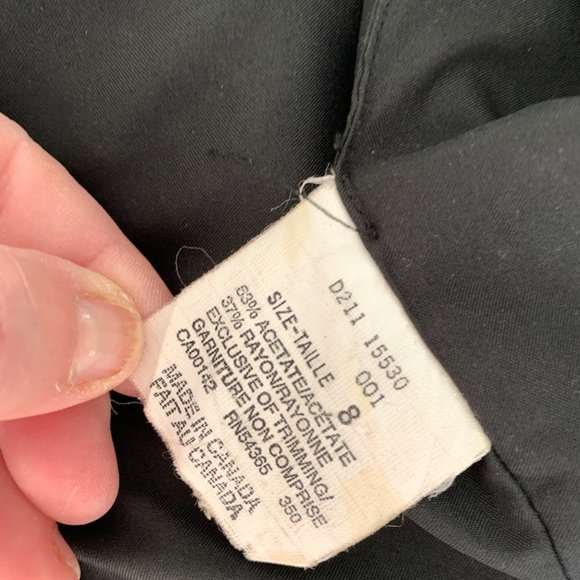 D211 15530
001
SIZE-TAILLE 8
63% ACETATE/ACÉTATE
37% RAYON/RAYONNE
EXCLUSIVE OF TRIMMING/
GARNITURE NON COMPRISE
CA00142 RN54365 350
MADE IN CANADA
FAIT AU CANADA